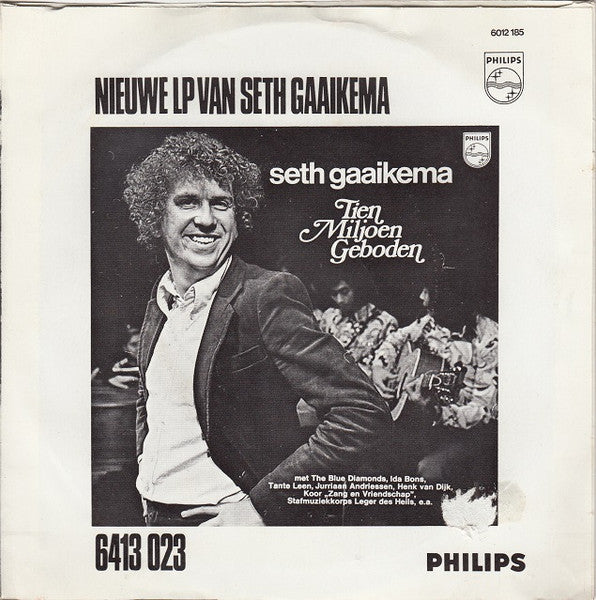 6012 185
PHILIPS
NIEUWE LP VAN SETH GAAIKEMA
PHILIPS
seth gaaikema
Tien
Miljoen
Geboden
met The Blue Diamonds, Ida Bons,
Tante Leen, Jurriaan Andriessen, Henk van Dijk,
Koor „Zang en Vriendschap",
Stafmuziekkorps Leger des Heils, e.a.
6413 023
PHILIPS